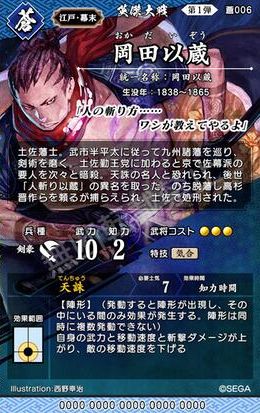 蒼
江戸・幕末
英傑大戦
第1弾
蒼006
おかだ いぞう
岡田以蔵
統一名称：岡田以蔵
生没年：1838～1865
「人の斬り方……
ワシが教えてやるよ」
土佐藩士。武市半平太に従って九州諸藩を巡り、
剣術を磨く。土佐勤王党に加わると京で佐幕派の
要人を次々と暗殺。天誅の名人と恐れられ、後世
「人斬り以蔵」の異名を取った。のち脱藩し高杉
晋作らを頼るが捕らえられ、土佐で処刑された。
兵種
武力
知力
武将コスト
剣豪
10
2
特技
気合
てんちゅう
天誅
必要士気
7
効果時間
知力時間
効果範囲
【陣形】（発動すると陣形が出現し、その
中にいる間のみ効果が発生する。陣形は同
時に複数発動できない）
自身の武力と移動速度と斬撃ダメージが上
がり、敵の移動速度を下げる
Illustration:西野幸治
©SEGA
0000-0000-0000-0000-0000